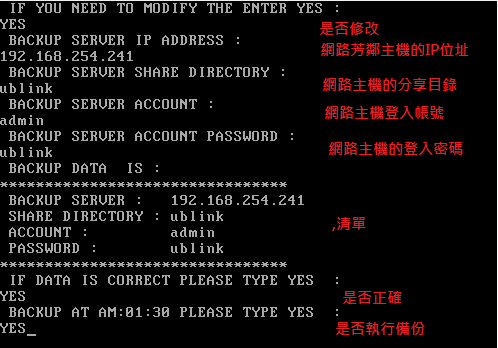 IF YOU NEED TO MODIFY THE ENTER YES :
YES 是否修改
BACKUP SERVER IP ADDRESS : 網路芳鄰主機的IP位址
192.168.254.241
BACKUP SERVER SHARE DIRECTORY :
ublink 網路主機的分享目錄
BACKUP SERVER ACCOUNT : 網路主機登入帳號
admin
BACKUP SERVER ACCOUNT PASSWORD :
ublink 網路主機的登入密碼
BACKUP DATA IS :
*********************************
BACKUP SERVER : 192.168.254.241
SHARE DIRECTORY : ublink ,清單
ACCOUNT : admin
PASSWORD : ublink
*********************************
IF DATA IS CORRECT PLEASE TYPE YES :
YES 是否正確
BACKUP AT AM:01:30 PLEASE TYPE YES :
YES_ 是否執行備份